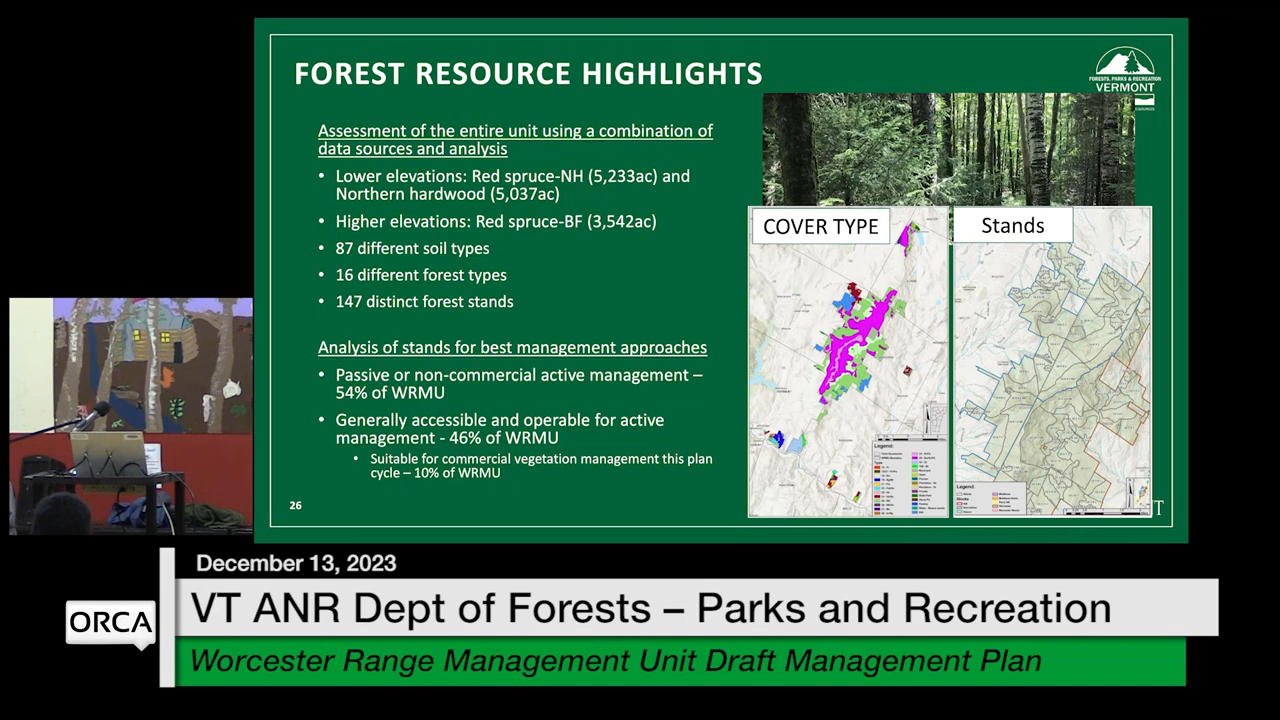 FOREST RESOURCE HIGHLIGHTS
FORESTS, PARKS & RECREATION
VERMONT
Assessment of the entire unit using a combination of
data sources and analysis
• Lower elevations: Red spruce-NH (5,233ac) and
Northern hardwood (5,037ac)
• Higher elevations: Red spruce-BF (3,542ac)
• 87 different soil types
• 16 different forest types
• 147 distinct forest stands
Analysis of stands for best management approaches
• Passive or non-commercial active management –
54% of WRMU
• Generally accessible and operable for active
management - 46% of WRMU
• Suitable for commercial vegetation management this plan
cycle – 10% of WRMU
26
COVER TYPE
Stands
Legend:
Legend:
T
December 13, 2023
ORCA
VT ANR Dept of Forests – Parks and Recreation
Worcester Range Management Unit Draft Management Plan